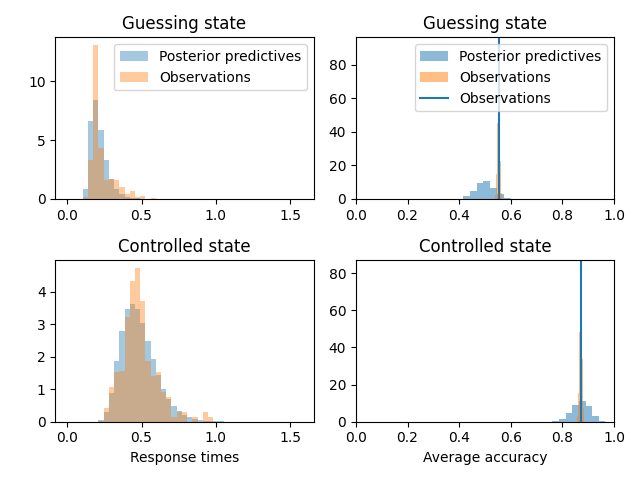 Guessing state
Posterior predictives
Observations
10
5
0
0.0 0.5 1.0 1.5
Guessing state
Posterior predictives
Observations
Observations
80
60
40
20
0
0.0 0.2 0.4 0.6 0.8 1.0
Controlled state
4
3
2
1
0
0.0 0.5 1.0 1.5
Response times
Controlled state
80
60
40
20
0
0.0 0.2 0.4 0.6 0.8 1.0
Average accuracy